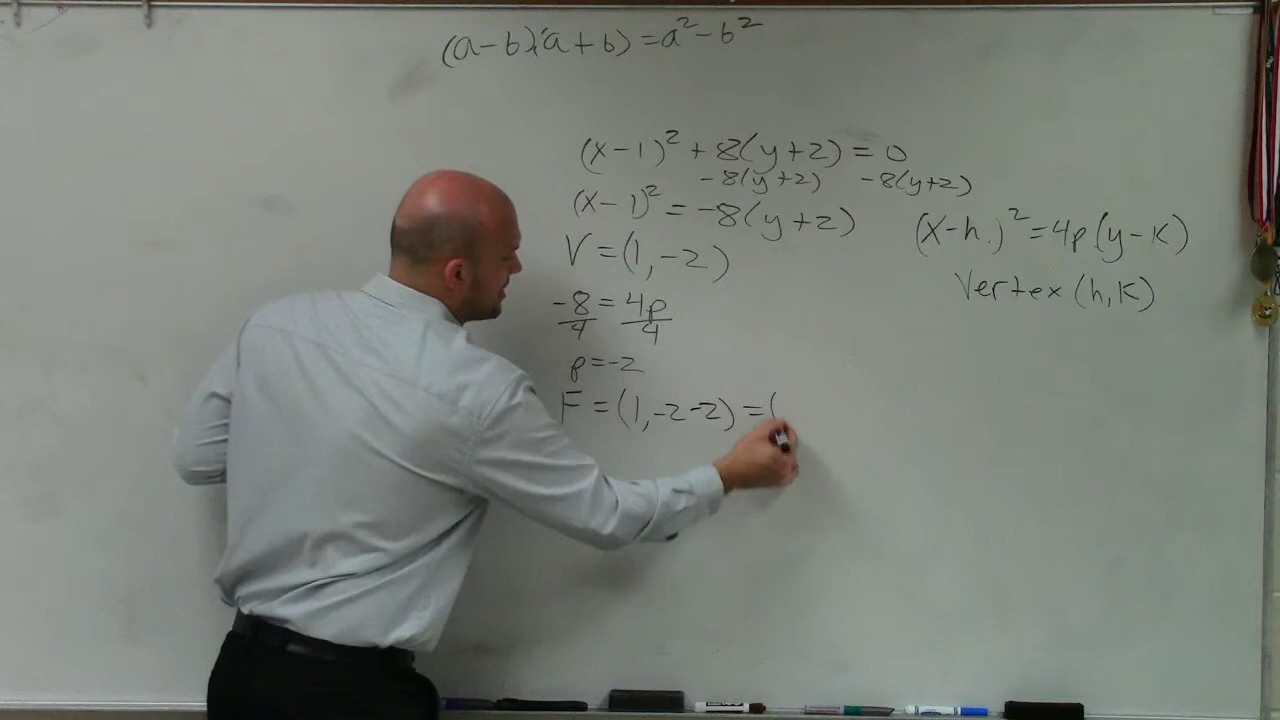 (a-b)(a+b)=a²-b²
(x-1)²+8(y+2)=0
-8(y+2) -8(y+2)
(x-1)²=-8(y+2)
(x-h)²=4p(y-k)
V=(1,-2)
Vertex (h,k)
-8=4p
4 4
p=-2
F=(1,-2-2)=(